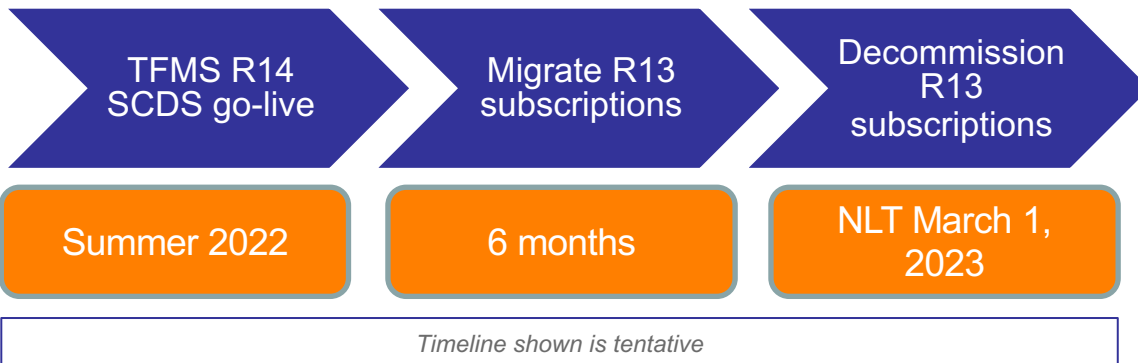 TFMS R14
SCDS go-live
Migrate R13
subscriptions
Decommission
R13
subscriptions
Summer 2022
6 months
NLT March 1,
2023
Timeline shown is tentative